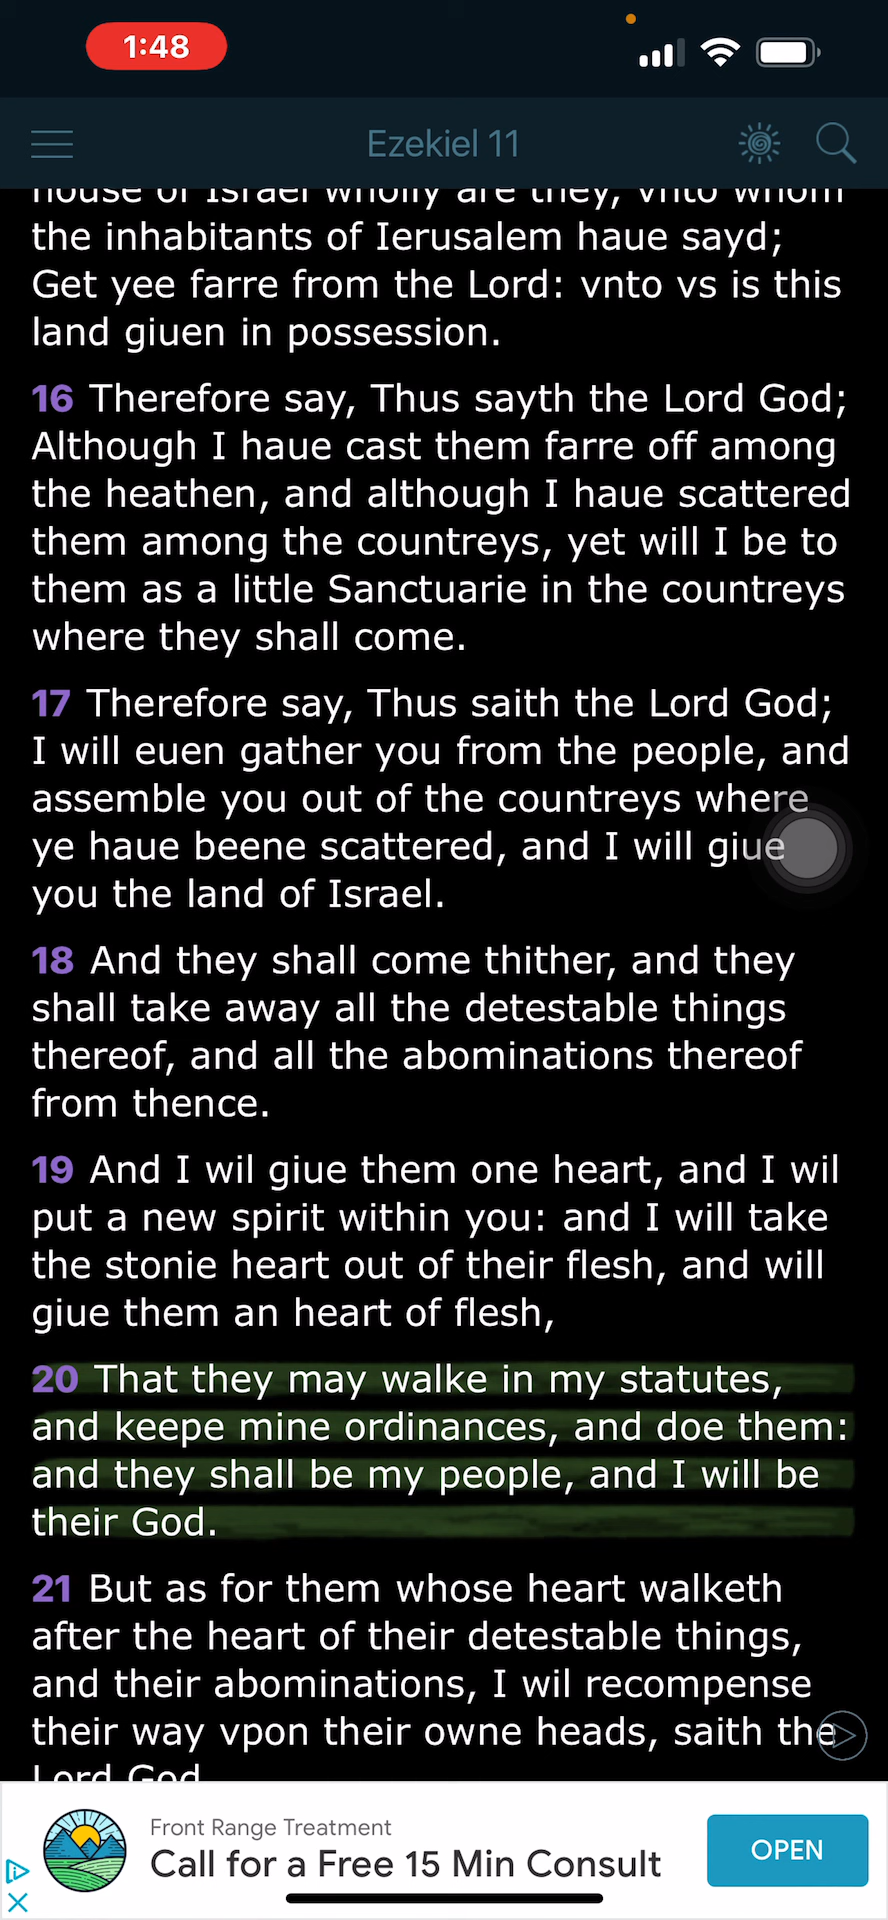 1:48
Ezekiel 11
house of Israel wholly are they, vnto whom
the inhabitants of Ierusalem haue sayd;
Get yee farre from the Lord: vnto vs is this
land giuen in possession.
16 Therefore say, Thus sayth the Lord God;
Although I haue cast them farre off among
the heathen, and although I haue scattered
them among the countreys, yet will I be to
them as a little Sanctuarie in the countreys
where they shall come.
17 Therefore say, Thus saith the Lord God;
I will euen gather you from the people, and
assemble you out of the countreys where
ye haue beene scattered, and I will giue
you the land of Israel.
18 And they shall come thither, and they
shall take away all the detestable things
thereof, and all the abominations thereof
from thence.
19 And I wil giue them one heart, and I wil
put a new spirit within you: and I will take
the stonie heart out of their flesh, and will
giue them an heart of flesh,
20 That they may walke in my statutes,
and keepe mine ordinances, and doe them:
and they shall be my people, and I will be
their God.
21 But as for them whose heart walketh
after the heart of their detestable things,
and their abominations, I wil recompense
their way vpon their owne heads, saith the
Lord God
Front Range Treatment
Call for a Free 15 Min Consult
OPEN